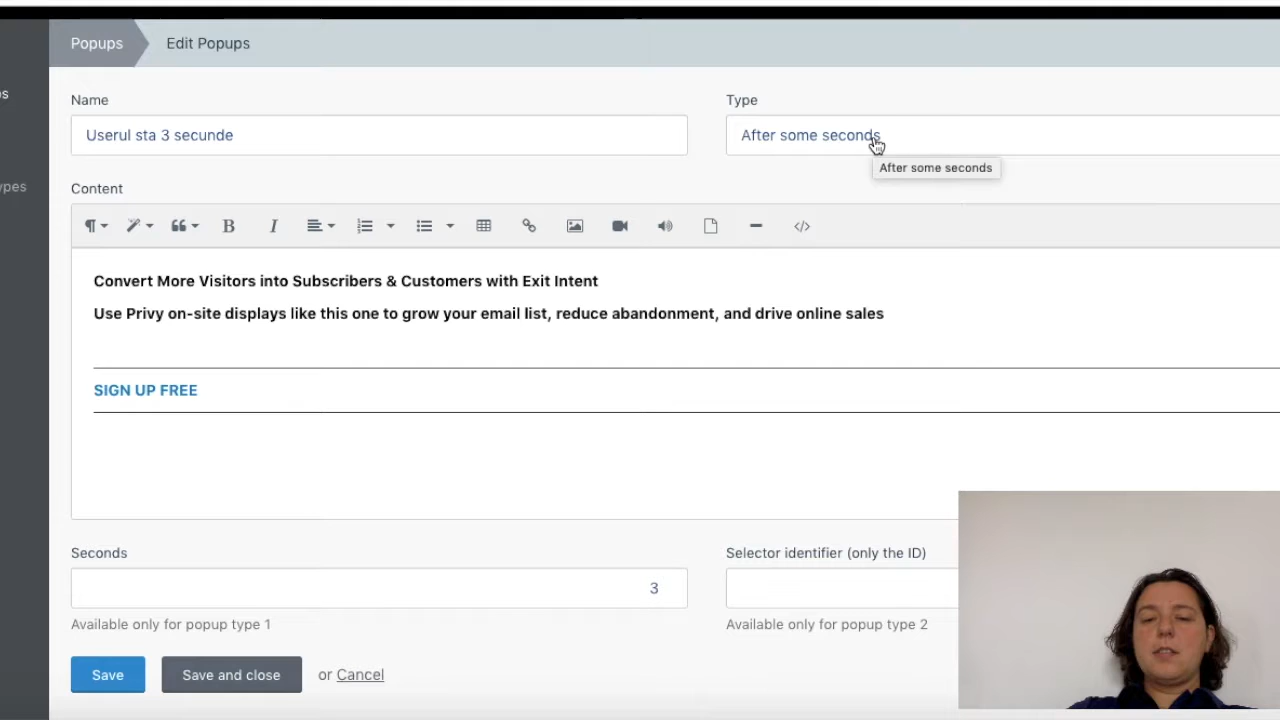 Popups
Edit Popups
es
ypes
Name
Userul sta 3 secunde
Type
After some seconds
After some seconds
Content
Convert More Visitors into Subscribers & Customers with Exit Intent
Use Privy on-site displays like this one to grow your email list, reduce abandonment, and drive online sales
SIGN UP FREE
Seconds
3
Available only for popup type 1
Selector identifier (only the ID)
Available only for popup type 2
Save
Save and close
or Cancel